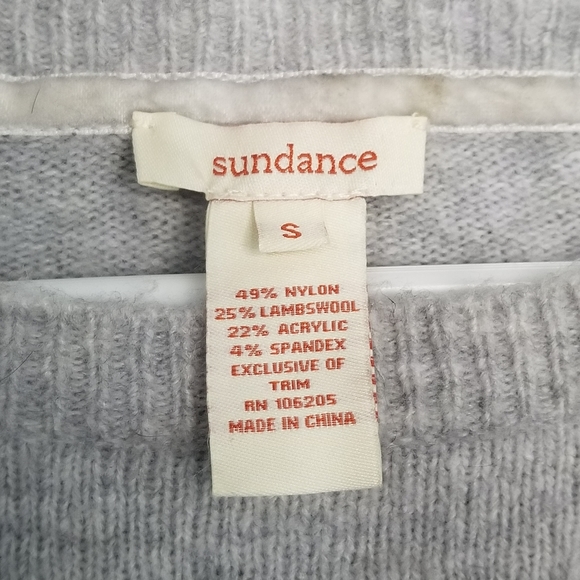 sundance
S
49% NYLON
25% LAMBSWOOL
22% ACRYLIC
4% SPANDEX
EXCLUSIVE OF
TRIM
RN 106205
MADE IN CHINA